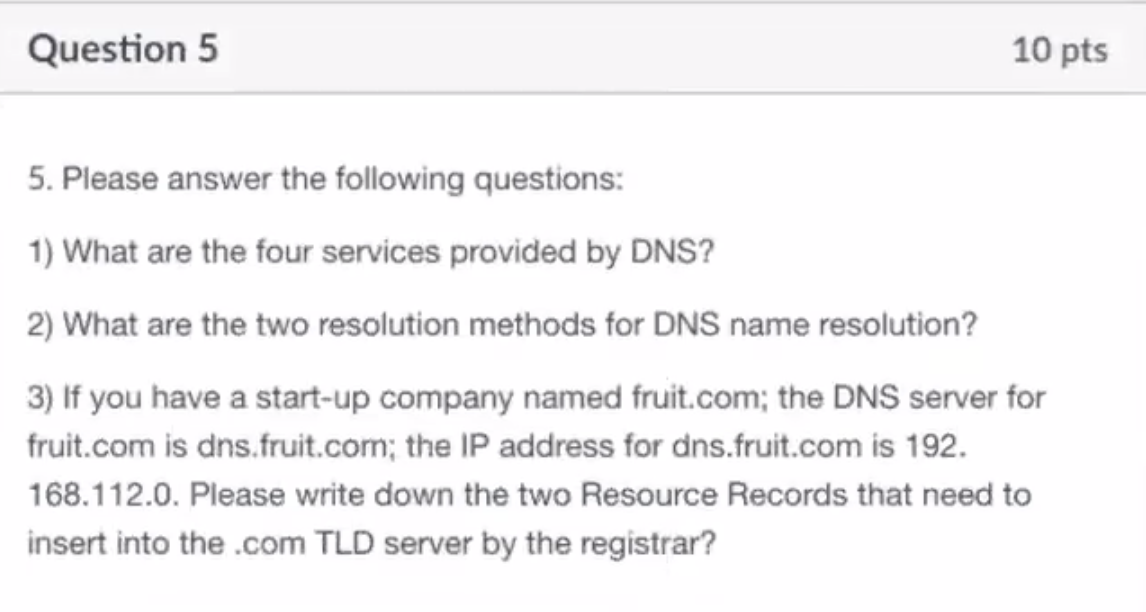 Question 5
10 pts
5. Please answer the following questions:
1) What are the four services provided by DNS?
2) What are the two resolution methods for DNS name resolution?
3) If you have a start-up company named fruit.com; the DNS server for
fruit.com is dns.fruit.com; the IP address for dns.fruit.com is 192.
168.112.0. Please write down the two Resource Records that need to
insert into the .com TLD server by the registrar?